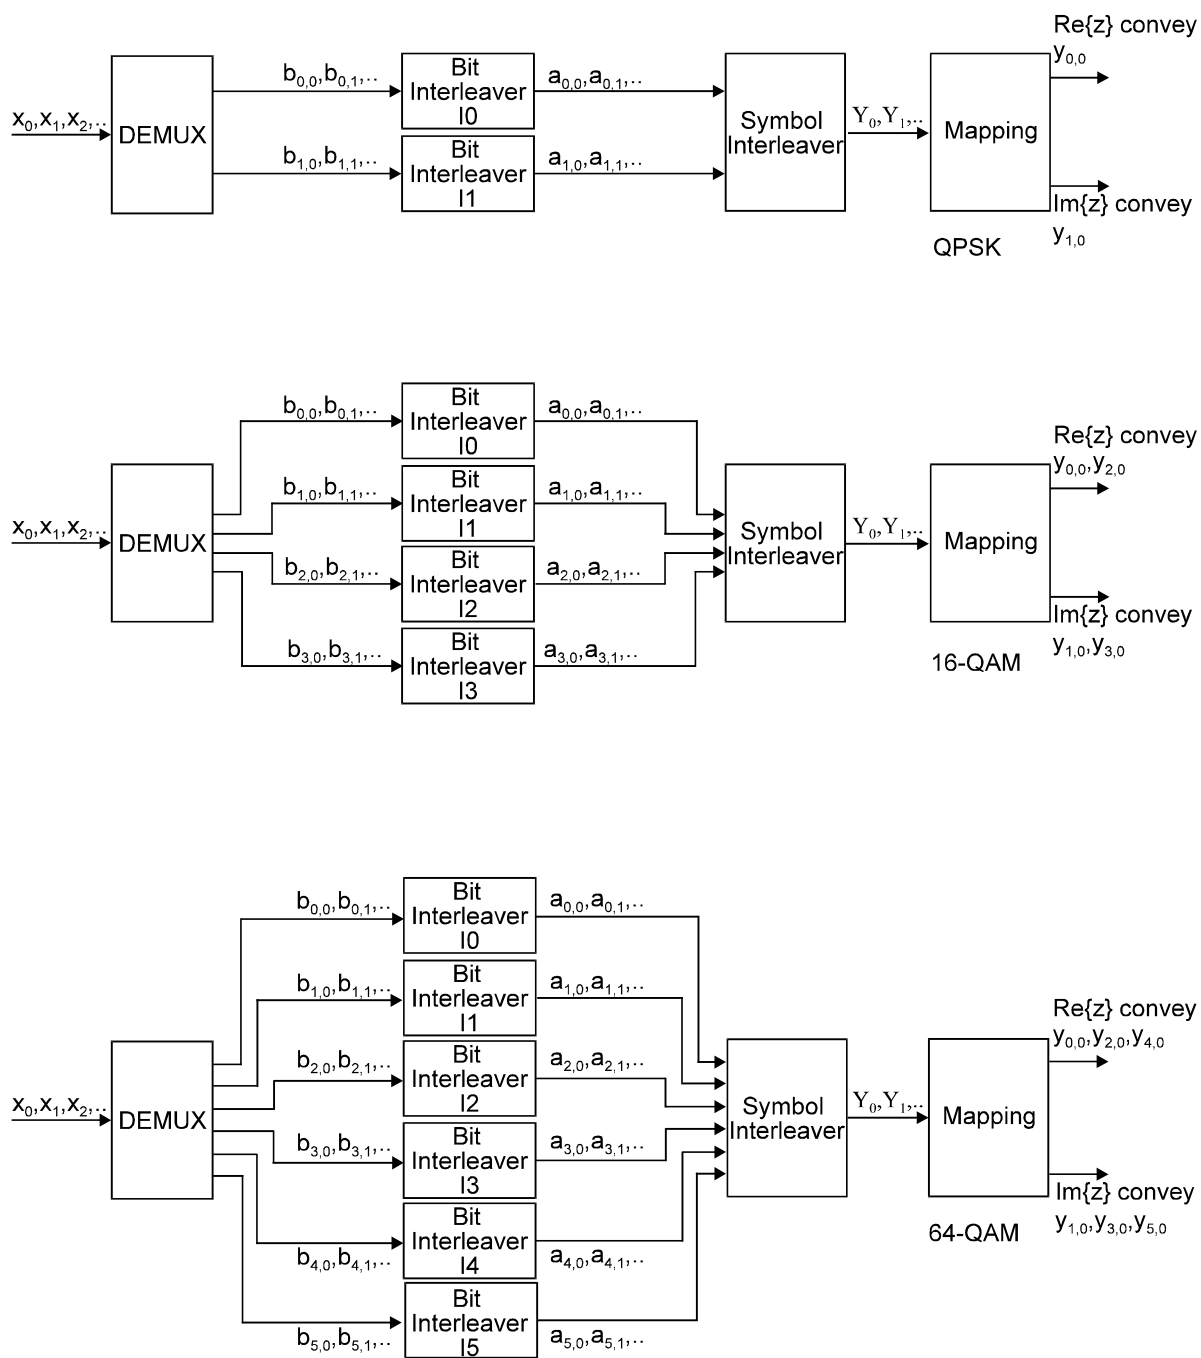 Re{z} convey
y0,0
x0,x1,x2,..
DEMUX
b0,0,b0,1,..
Bit
Interleaver
I0
a0,0,a0,1,..
b1,0,b1,1,..
Bit
Interleaver
I1
a1,0,a1,1,..
Symbol
Interleaver
Y0,Y1,..
Mapping
Im{z} convey
y1,0
QPSK
x0,x1,x2,..
DEMUX
b0,0,b0,1,..
Bit
Interleaver
I0
a0,0,a0,1,..
b1,0,b1,1,..
Bit
Interleaver
I1
a1,0,a1,1,..
b2,0,b2,1,..
Bit
Interleaver
I2
a2,0,a2,1,..
b3,0,b3,1,..
Bit
Interleaver
I3
a3,0,a3,1,..
Symbol
Interleaver
Y0,Y1,..
Mapping
Re{z} convey
y0,0,y2,0
Im{z} convey
y1,0,y3,0
16-QAM
x0,x1,x2,..
DEMUX
b0,0,b0,1,..
Bit
Interleaver
I0
a0,0,a0,1,..
b1,0,b1,1,..
Bit
Interleaver
I1
a1,0,a1,1,..
b2,0,b2,1,..
Bit
Interleaver
I2
a2,0,a2,1,..
b3,0,b3,1,..
Bit
Interleaver
I3
a3,0,a3,1,..
b4,0,b4,1,..
Bit
Interleaver
I4
a4,0,a4,1,..
b5,0,b5,1,..
Bit
Interleaver
I5
a5,0,a5,1,..
Symbol
Interleaver
Y0,Y1,..
Mapping
Re{z} convey
y0,0,y2,0,y4,0
Im{z} convey
y1,0,y3,0,y5,0
64-QAM